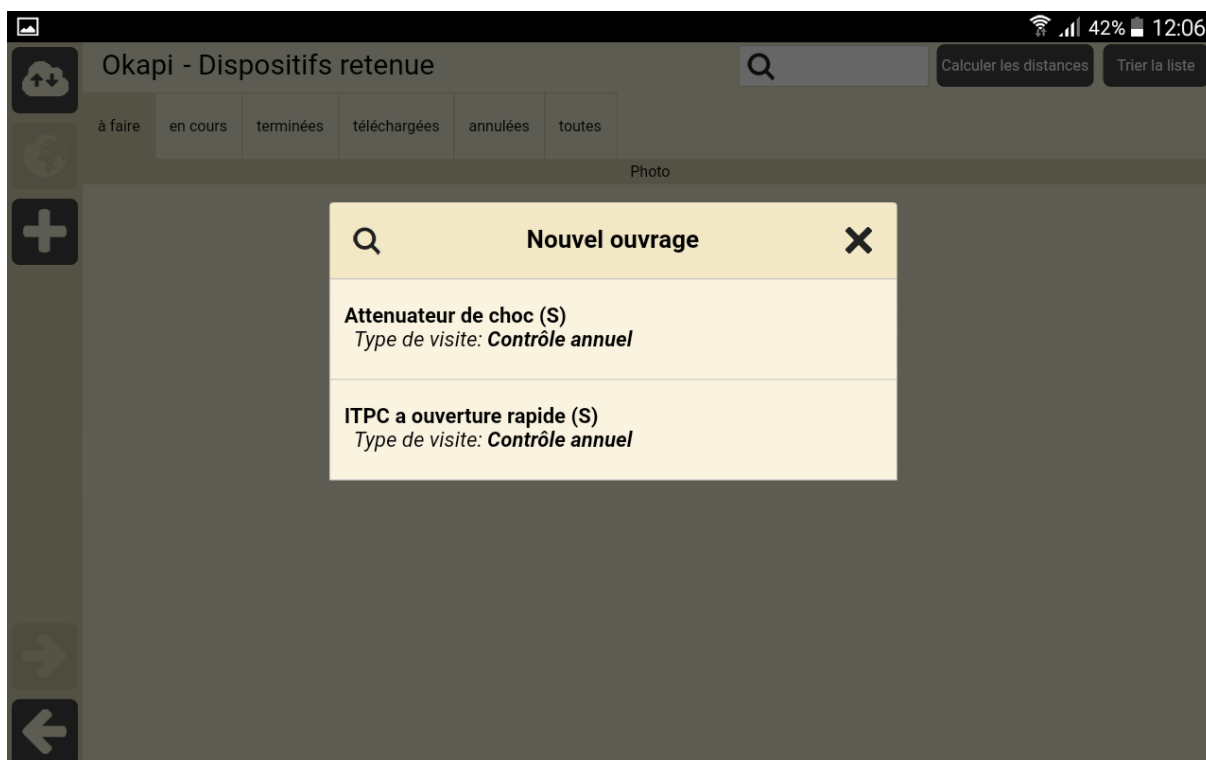 42% 12:06
Okapi - Dispositifs retenue
Calculer les distances
Trier la liste
à faire en cours terminées téléchargées annulées toutes
Photo
Nouvel ouvrage
Attenuateur de choc (S)
Type de visite: Contrôle annuel
ITPC a ouverture rapide (S)
Type de visite: Contrôle annuel